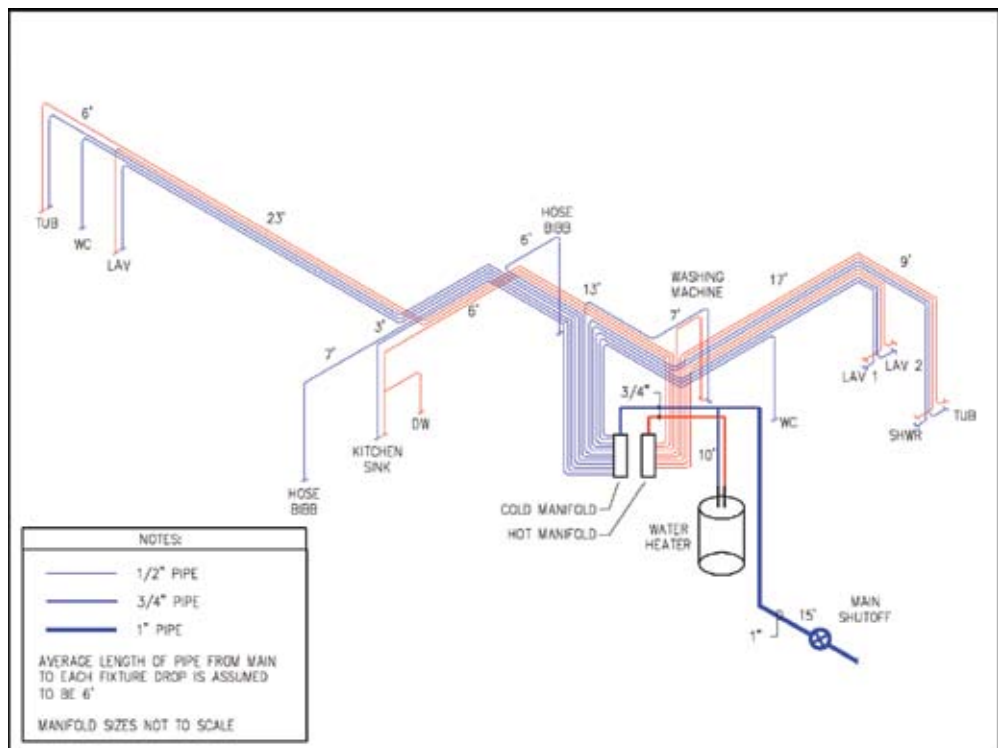 6'
TUB
WC
LAV
23'
HOSE
BIBB
6'
13'
WASHING
MACHINE
7'
17'
9'
3'
6'
7'
LAV 1
LAV 2
SHWR
TUB
WC
3/4"
10'
DW
KITCHEN
SINK
HOSE
BIBB
COLD MANIFOLD
HOT MANIFOLD
WATER
HEATER
MAIN
SHUTOFF
15'
1"
NOTES:
1/2" PIPE
3/4" PIPE
1" PIPE
AVERAGE LENGTH OF PIPE FROM MAIN
TO EACH FIXTURE DROP IS ASSUMED
TO BE 6'
MANIFOLD SIZES NOT TO SCALE